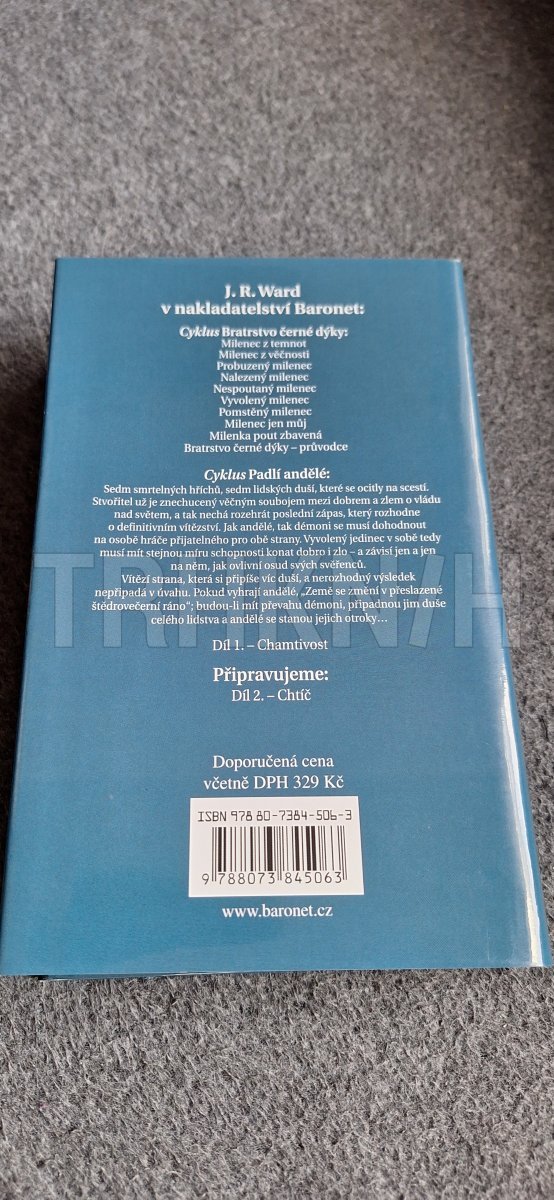 J. R. Ward
v nakladatelství Baronet:
Cyklus Bratrstvo černé dýky:
Milenec z temnot
Milenec z věčnosti
Probuzený milenec
Nalezený milenec
Nespoutaný milenec
Vyvolený milenec
Pomstěný milenec
Milenec jen můj
Milenka pout zbavená
Bratrstvo černé dýky – průvodce
Cyklus Padlí andělé:
Sedm smrtelných hříchů, sedm lidských duší, které se ocitly na scestí.
Stvořitel už je znechucený věčným soubojem mezi dobrem a zlem o vládu
nad světem, a tak nechá rozehrát poslední zápas, který rozhodne
o definitivním vítězství. Jak andělé, tak démoni se musí dohodnout
na osobě hráče přijatelného pro obě strany. Vyvolený jedinec v sobě tedy
musí mít stejnou míru schopnosti konat dobro i zlo – a závisí jen a jen
na něm, jak ovlivní osud svých svěřenců.
Vítězí strana, která si připíše víc duší, a nerozhodný výsledek
nepřipadá v úvahu. Pokud vyhrají andělé, „Země se změní v přeslazené
štědrovečerní ráno“; budou-li mít převahu démoni, připadnou jim duše
celého lidstva a andělé se stanou jejich otroky…
TRHKNIH
Díl 1. – Chamtivost
Připravujeme:
Díl 2. – Chtíč
Doporučená cena
včetně DPH 329 Kč
ISBN 978 80-7384-506-3
9 788073 845063
www.baronet.cz